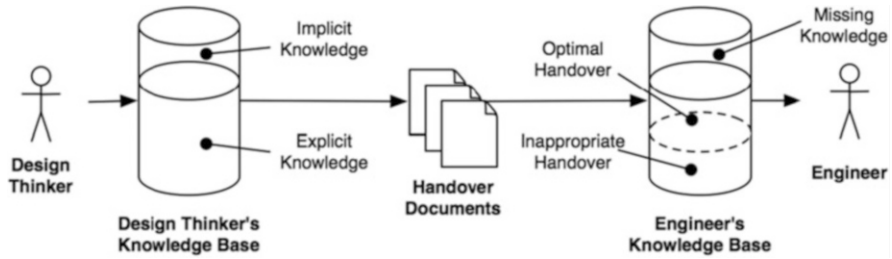 Implicit
Knowledge
Explicit
Knowledge
Design
Thinker
Design Thinker's
Knowledge Base
Handover
Documents
Optimal
Handover
Inappropriate
Handover
Missing
Knowledge
Engineer's
Knowledge Base
Engineer